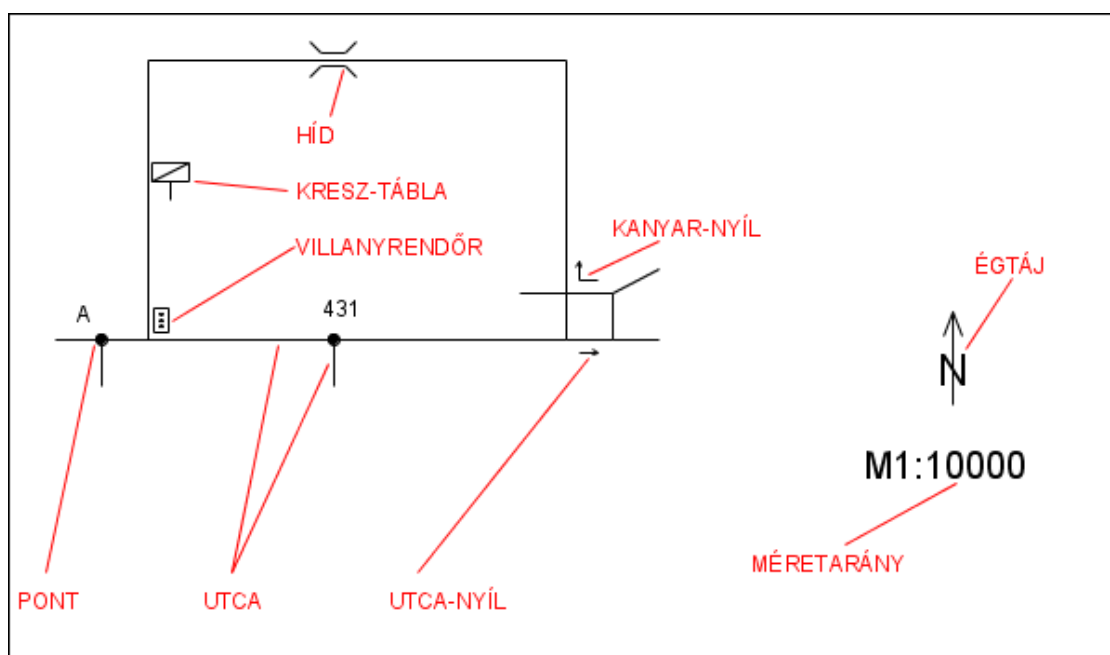 HÍD
KRESZ-TÁBLA
VILLANYRENDŐR
KANYAR-NYÍL
ÉGTÁJ
A
431
N
M1:10000
MÉRETARÁNY
PONT
UTCA
UTCA-NYÍL